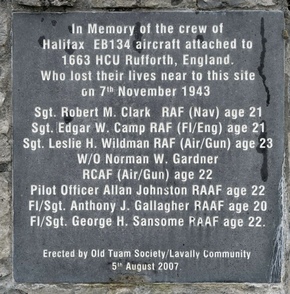 In Memory of the crew of
Halifax EB134 aircraft attached to
1663 HCU Rufforth, England.
Who lost their lives near to this site
on 7th November 1943
Sgt. Robert M. Clark RAF (Nav) age 21
Sgt. Edgar W. Camp RAF (Fl/Eng) age 21
Sgt. Leslie H. Wildman RAF (Air/Gun) age 23
W/O Norman W. Gardner
RCAF (Air/Gun) age 22
Pilot Officer Allan Johnston RAAF age 22
Fl/Sgt. Anthony J. Gallagher RAAF age 20
Fl/Sgt. George H. Sansome RAAF age 22.
Erected by Old Tuam Society/Lavally Community
5th August 2007